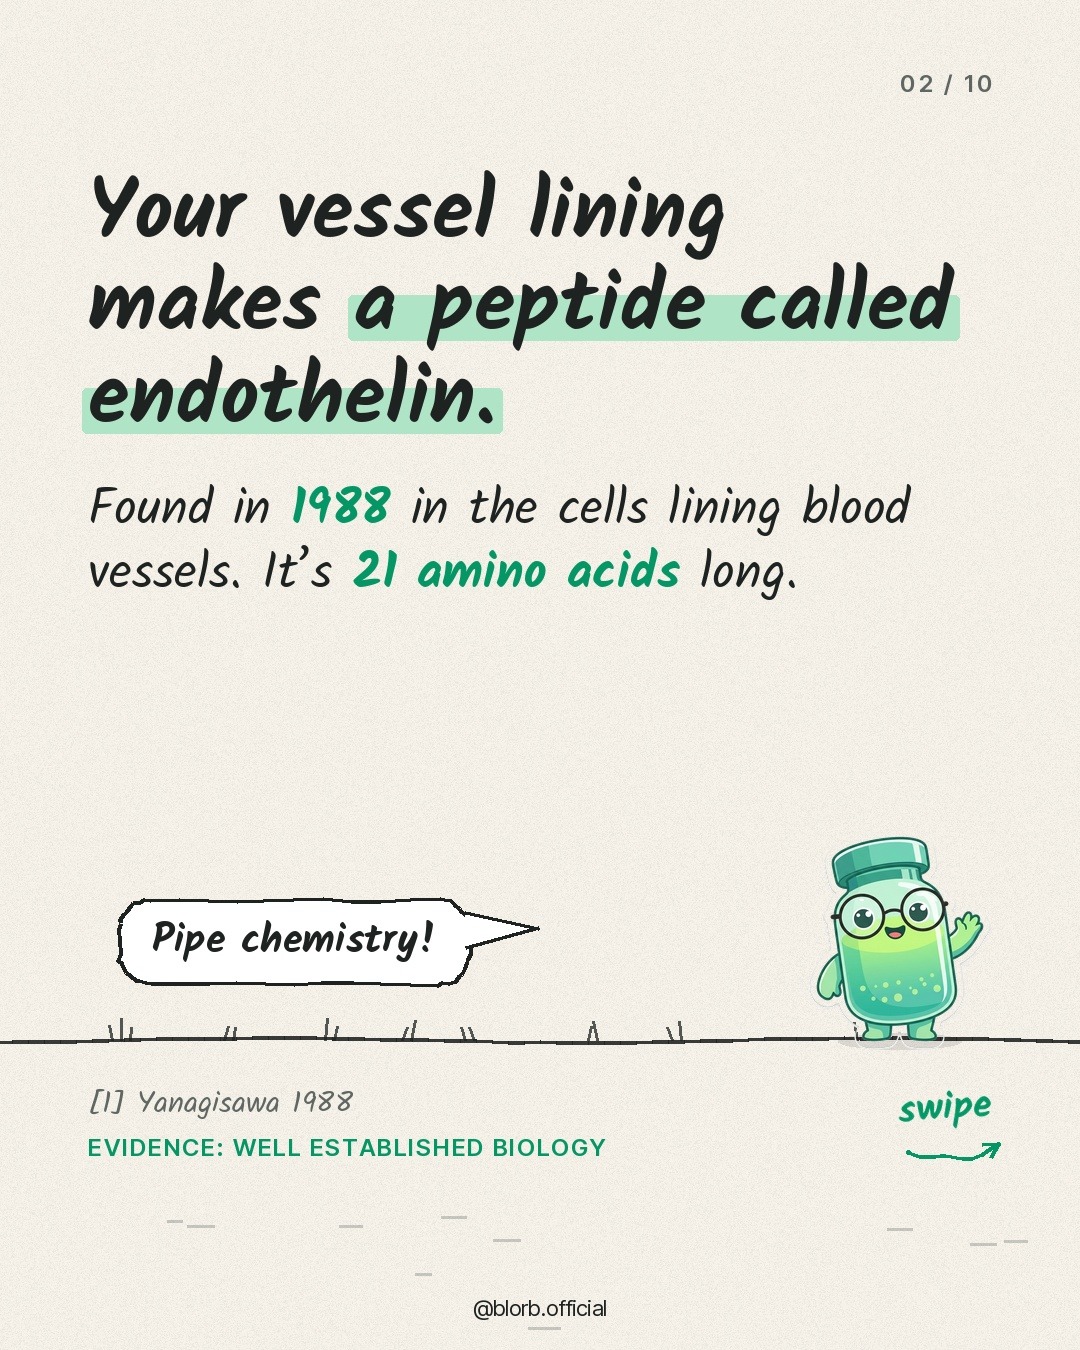 02 / 10
Your vessel lining
makes a peptide called
endothelin.
Found in 1988 in the cells lining blood
vessels. It’s 21 amino acids long.
Pipe chemistry!
[1] Yanagisawa 1988
swipe
EVIDENCE: WELL ESTABLISHED BIOLOGY
@blorb.official